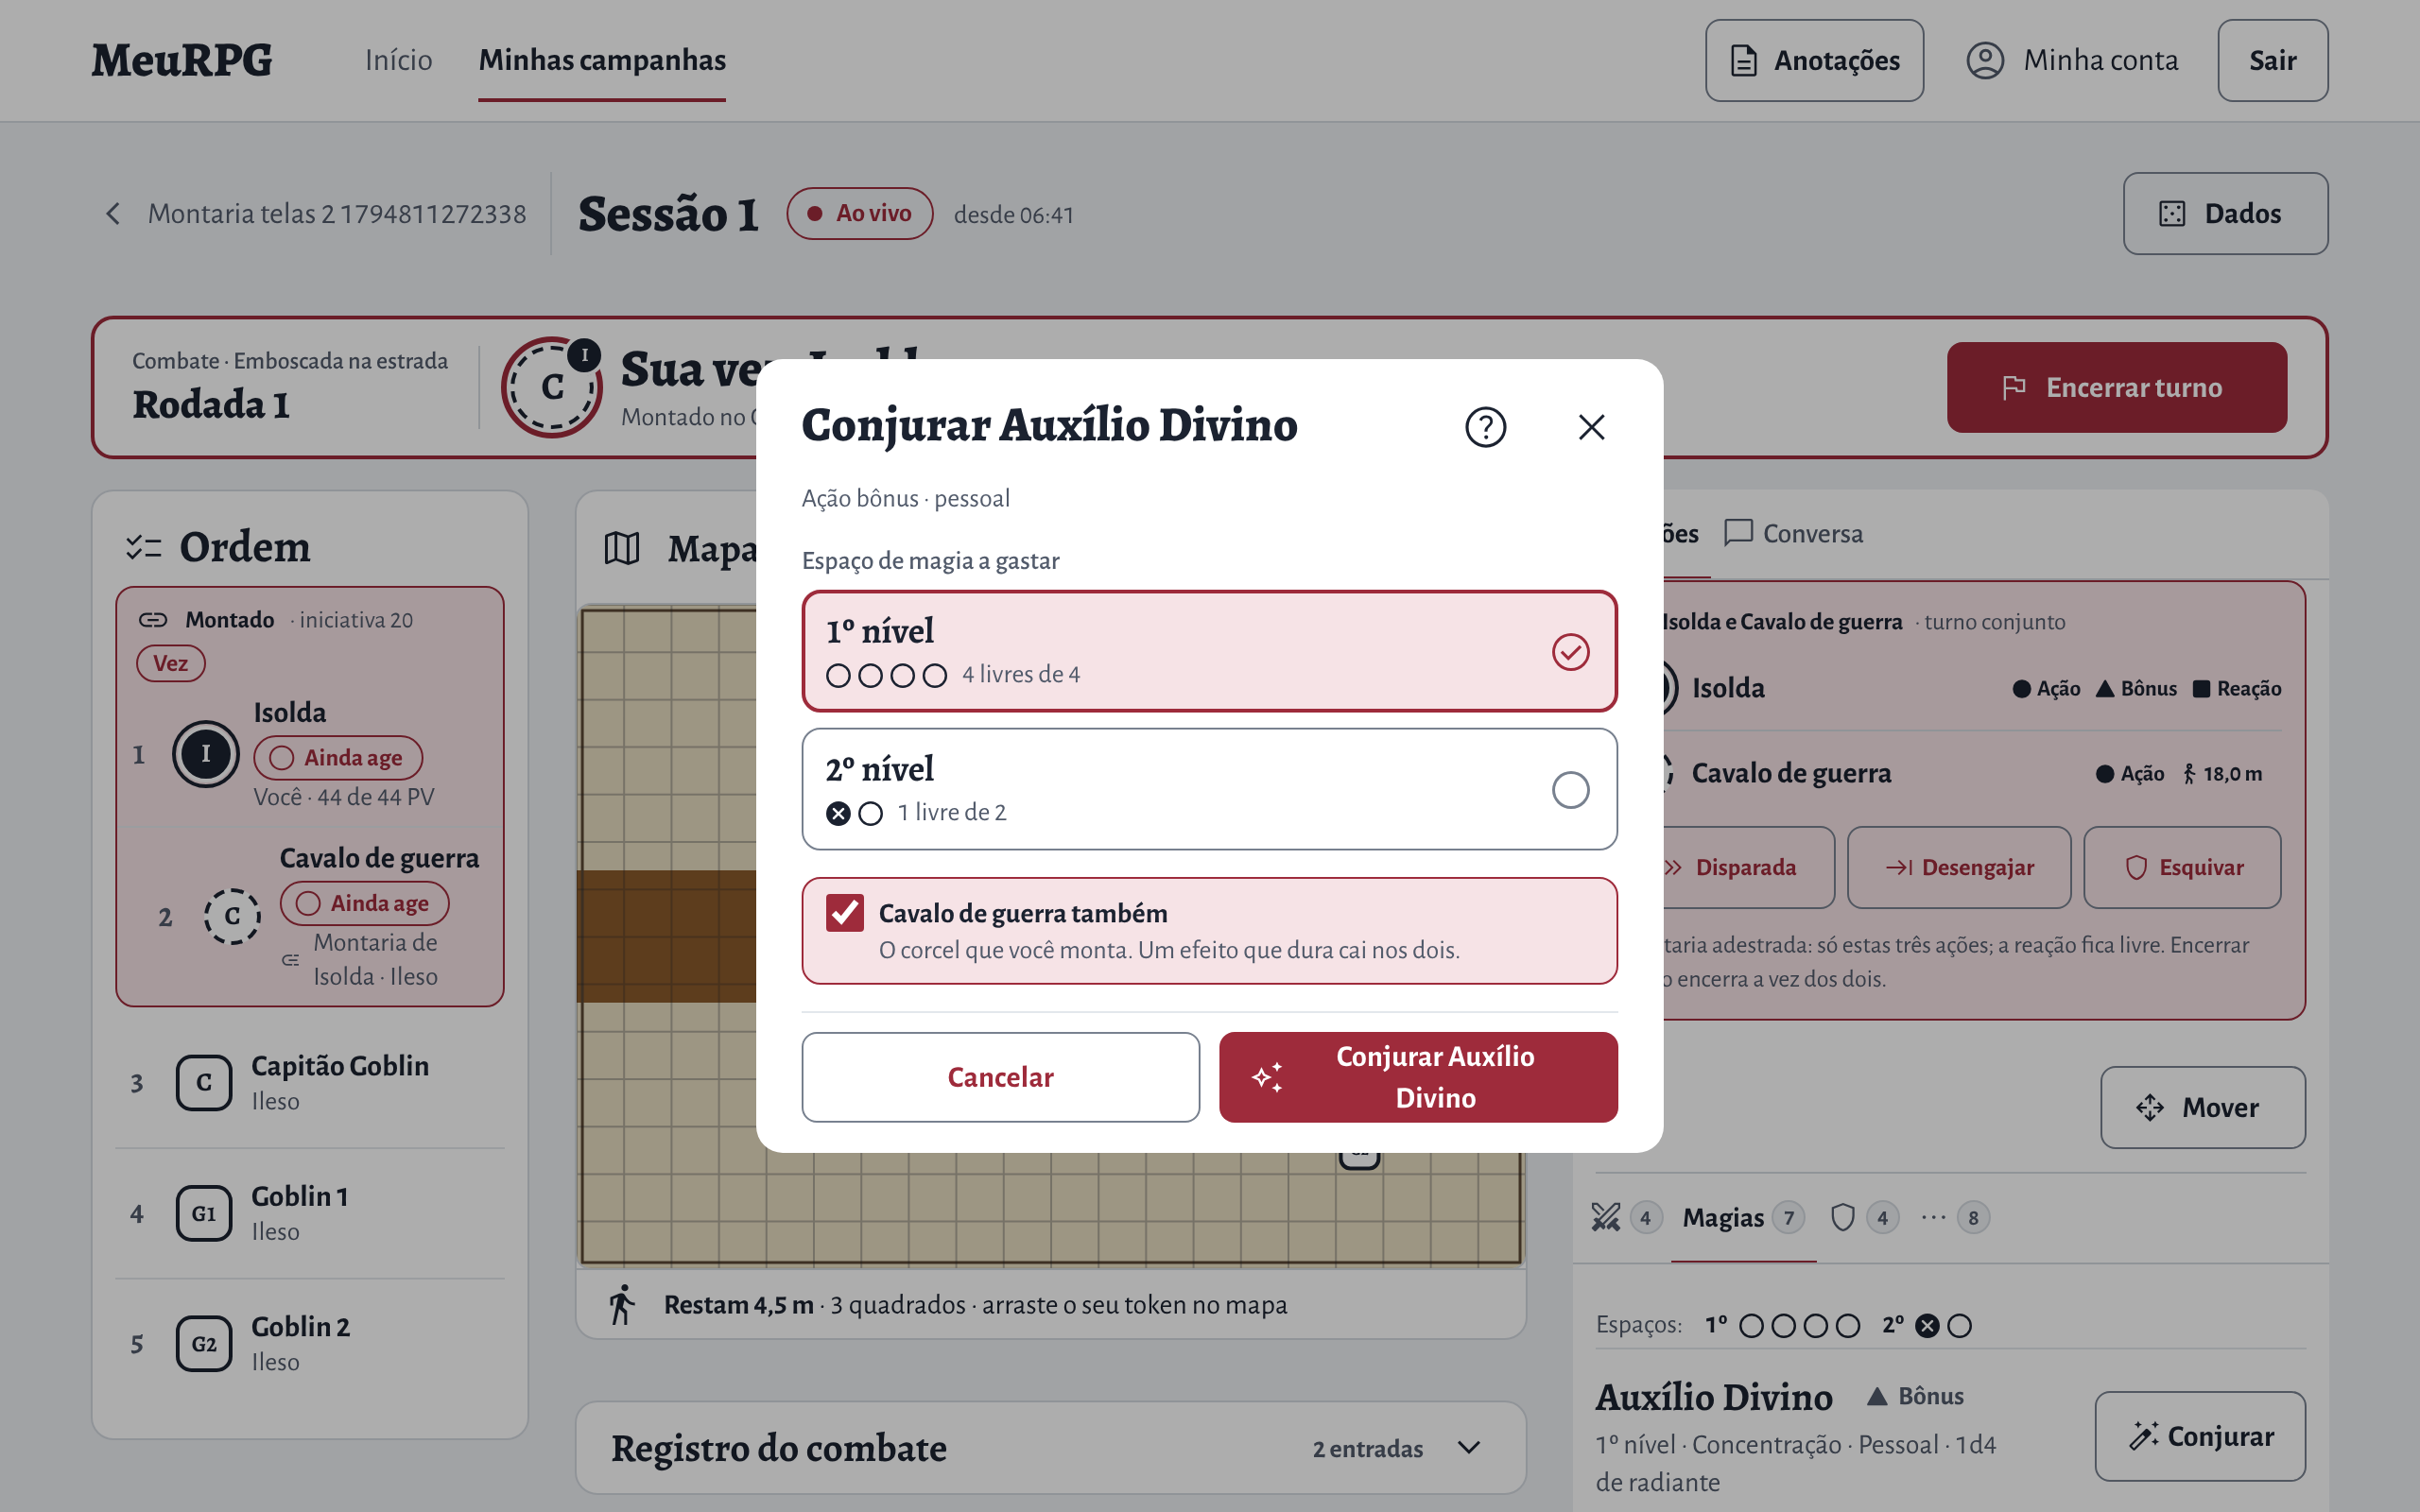 MeuRPG
Início
Minhas campanhas
Anotações
Minha conta
Sair
Montaria telas 2 1794811272338
Sessão 1
Ao vivo
desde 06:41
Dados
Combate · Emboscada na estrada
Rodada 1
C
I
Montado no
Encerrar turno
Ordem
Montado · iniciativa 20
Vez
1
I
Isolda
Ainda age
Você · 44 de 44 PV
2
C
Cavalo de guerra
Ainda age
Montaria de
Isolda · Ileso
3
C
Capitão Goblin
Ileso
4
G1
Goblin 1
Ileso
5
G2
Goblin 2
Ileso
Mapa
Restam 4,5 m · 3 quadrados · arraste o seu token no mapa
Registro do combate
2 entradas
Conjurar Auxílio Divino
?
Ação bônus · pessoal
Espaço de magia a gastar
1º nível
4 livres de 4
2º nível
1 livre de 2
Cavalo de guerra também
O corcel que você monta. Um efeito que dura cai nos dois.
Cancelar
Conjurar Auxílio
Divino
Conversa
Isolda e Cavalo de guerra · turno conjunto
Isolda
Ação
Bônus
Reação
Cavalo de guerra
Ação
18,0 m
Disparada
Desengajar
Esquivar
adestrada: só estas três ações; a reação fica livre. Encerrar
encerra a vez dos dois.
Mover
4
Magias 7
4
8
Espaços: 1º 2º
Auxílio Divino
Bônus
1º nível · Concentração · Pessoal · 1d4
de radiante
Conjurar